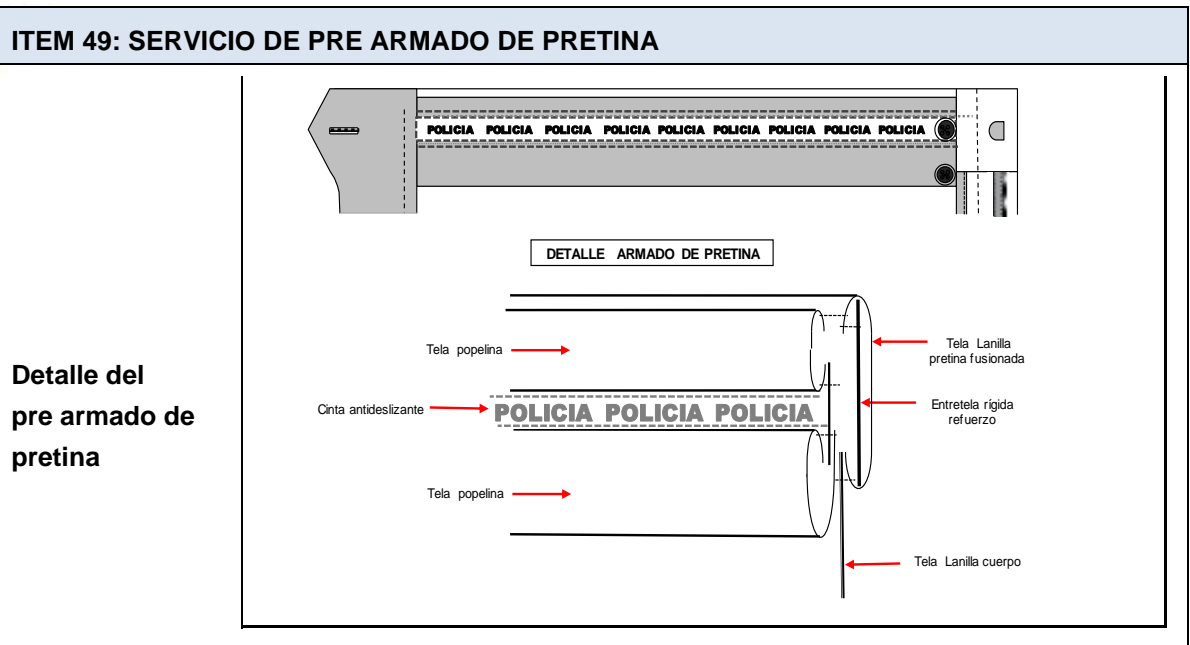 ITEM 49: SERVICIO DE PRE ARMADO DE PRETINA
POLICIA POLICIA POLICIA POLICIA POLICIA POLICIA POLICIA POLICIA POLICIA
DETALLE ARMADO DE PRETINA
Detalle del
pre armado de
pretina
Tela popelina
Tela Lanilla
pretina fusionada
Cinta antideslizante
POLICIA POLICIA POLICIA
Entretela rígida
refuerzo
Tela popelina
Tela Lanilla cuerpo